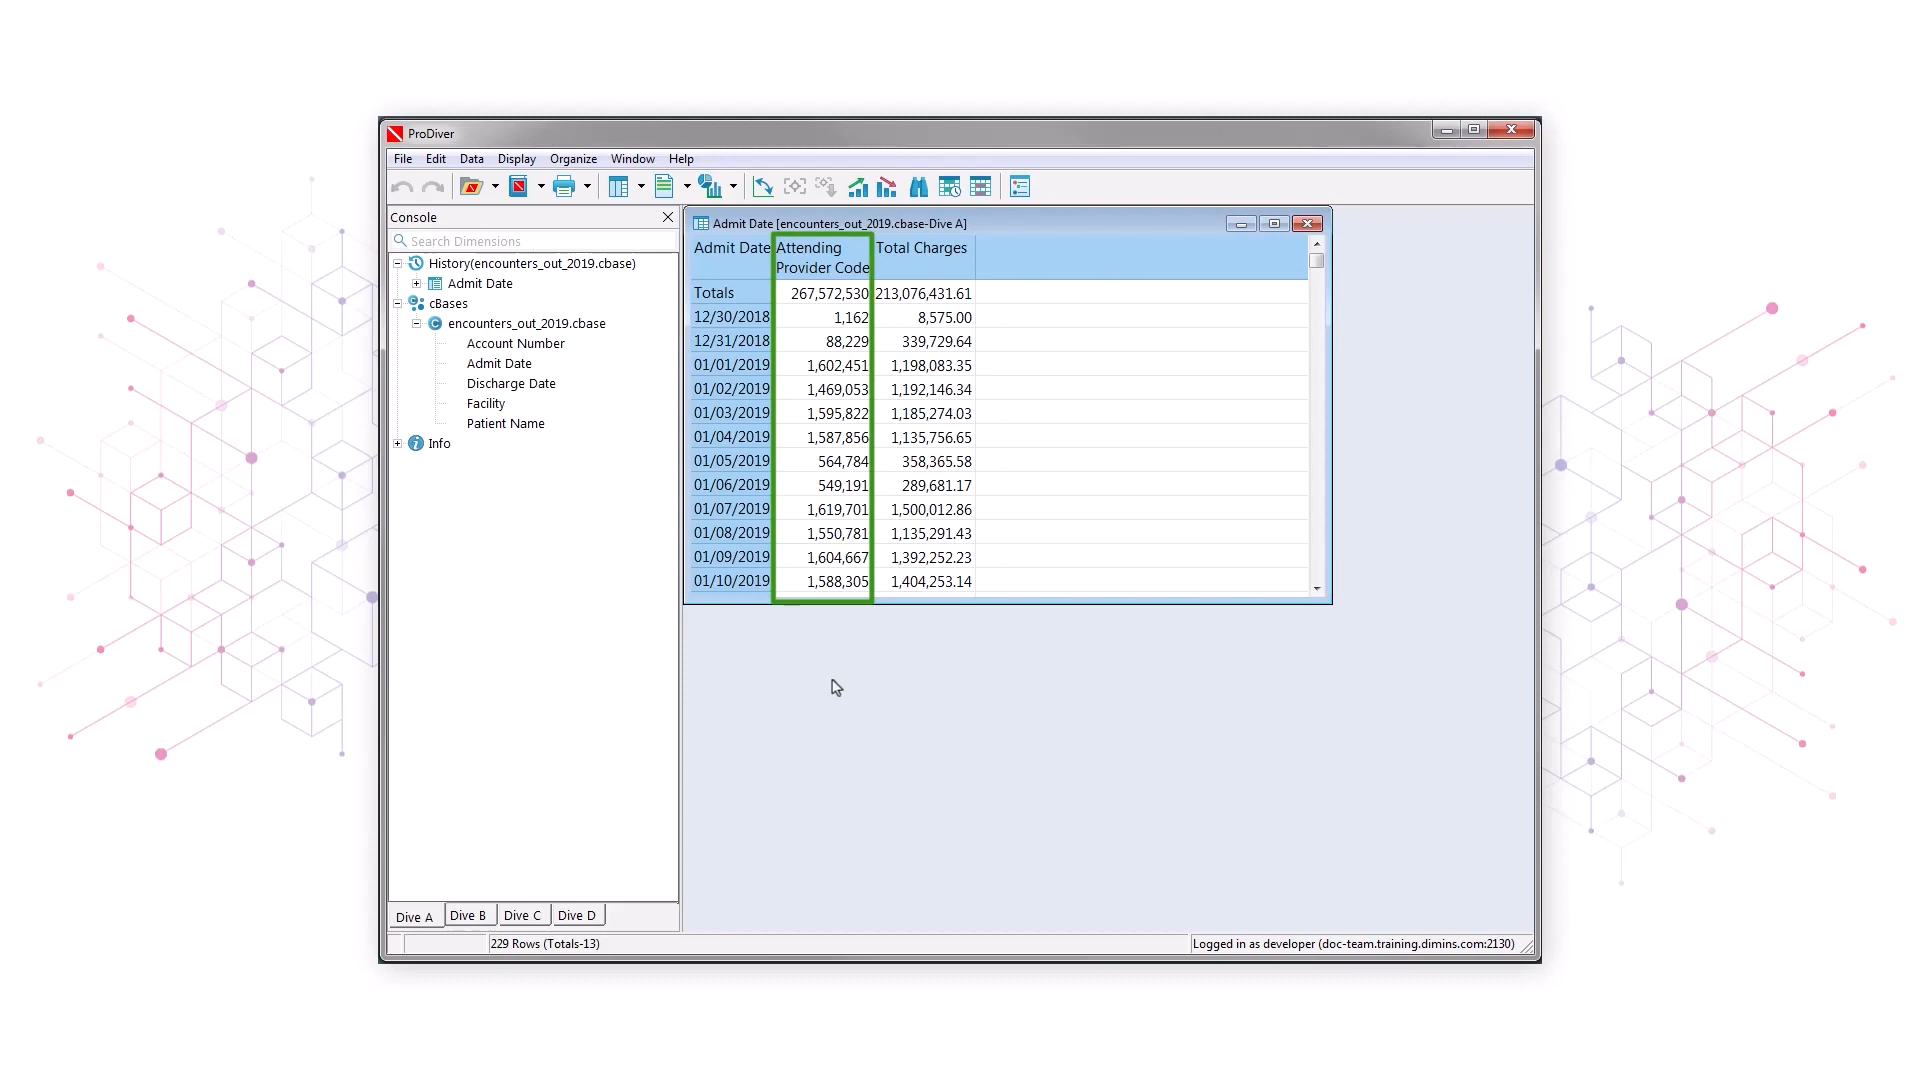 ProDiver
File Edit Data Display Organize Window Help
Console
Search Dimensions
History(encounters_out_2019.cbase)
Admit Date
cBases
encounters_out_2019.cbase
Account Number
Admit Date
Discharge Date
Facility
Patient Name
Info
Dive A Dive B Dive C Dive D
Admit Date [encounters_out_2019.cbase-Dive A]
Admit Date Attending Provider Code Total Charges
Totals 267,572,530 213,076,431.61
12/30/2018 1,162 8,575.00
12/31/2018 88,229 339,729.64
01/01/2019 1,602,451 1,198,083.35
01/02/2019 1,469,053 1,192,146.34
01/03/2019 1,595,822 1,185,274.03
01/04/2019 1,587,856 1,135,756.65
01/05/2019 564,784 358,365.58
01/06/2019 549,191 289,681.17
01/07/2019 1,619,701 1,500,012.86
01/08/2019 1,550,781 1,135,291.43
01/09/2019 1,604,667 1,392,252.23
01/10/2019 1,588,305 1,404,253.14
229 Rows (Totals-13)
Logged in as developer (doc-team.training.dimins.com:2130)